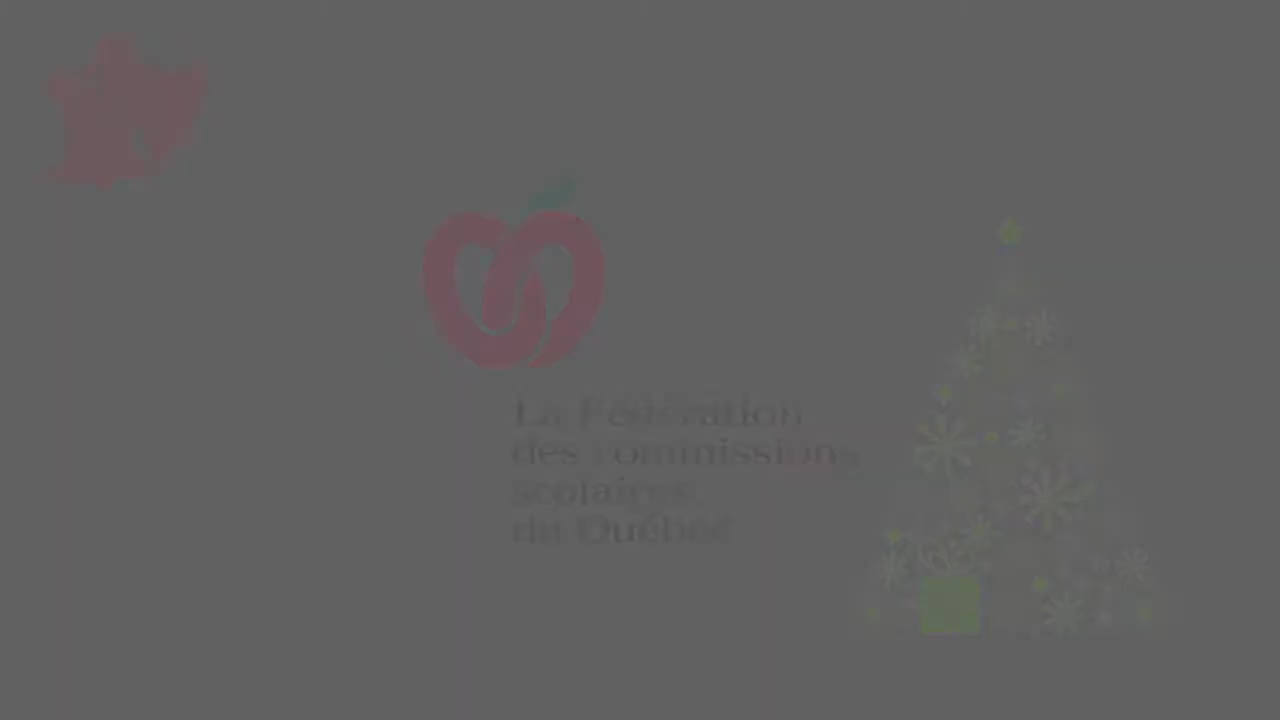 La Fédération
des commissions
scolaires
du Québec